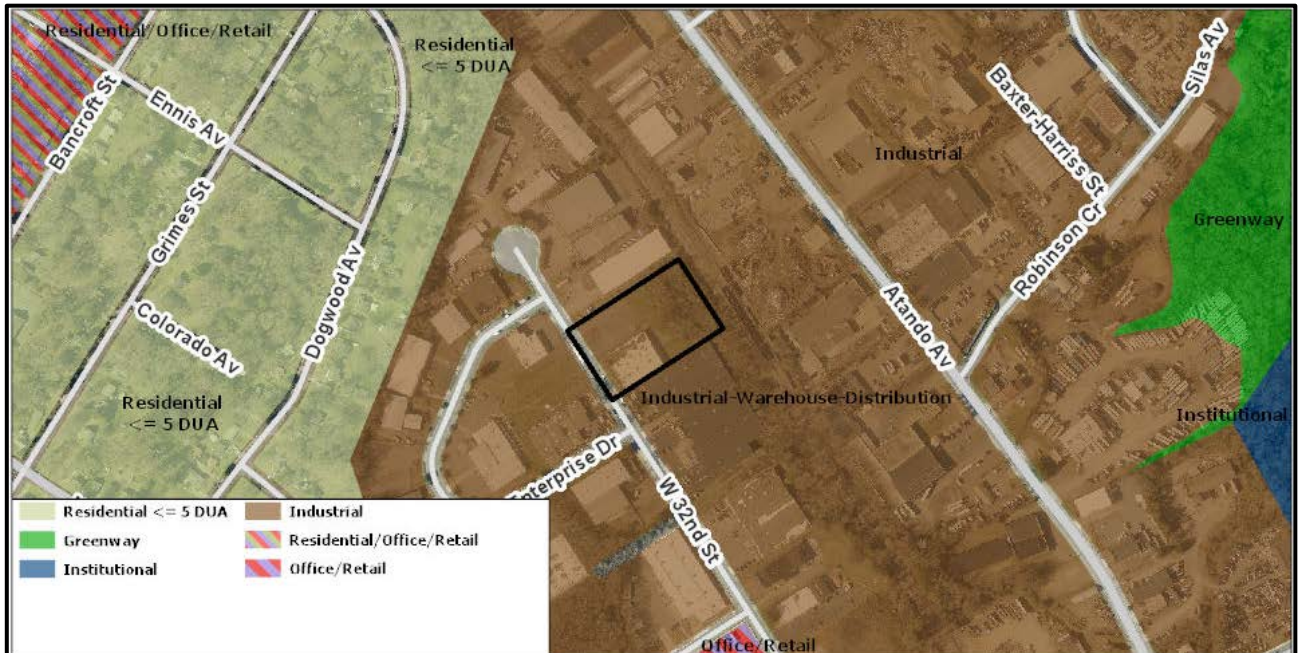 Residential/Office/Retail
Residential
<= 5 DUA
Bancroft St
Ennis Av
Grimes St
Dogwood Av
Colorado Av
Residential
<= 5 DUA
Baxter-Harriss St
Silas Av
Industrial
Robinson Cr
Greenway
Atando Av
Industrial-Warehouse-Distribution
Institutional
Enterprise Dr
W 32nd St
Office/Retail
Residential <= 5 DUA
Industrial
Greenway
Residential/Office/Retail
Institutional
Office/Retail